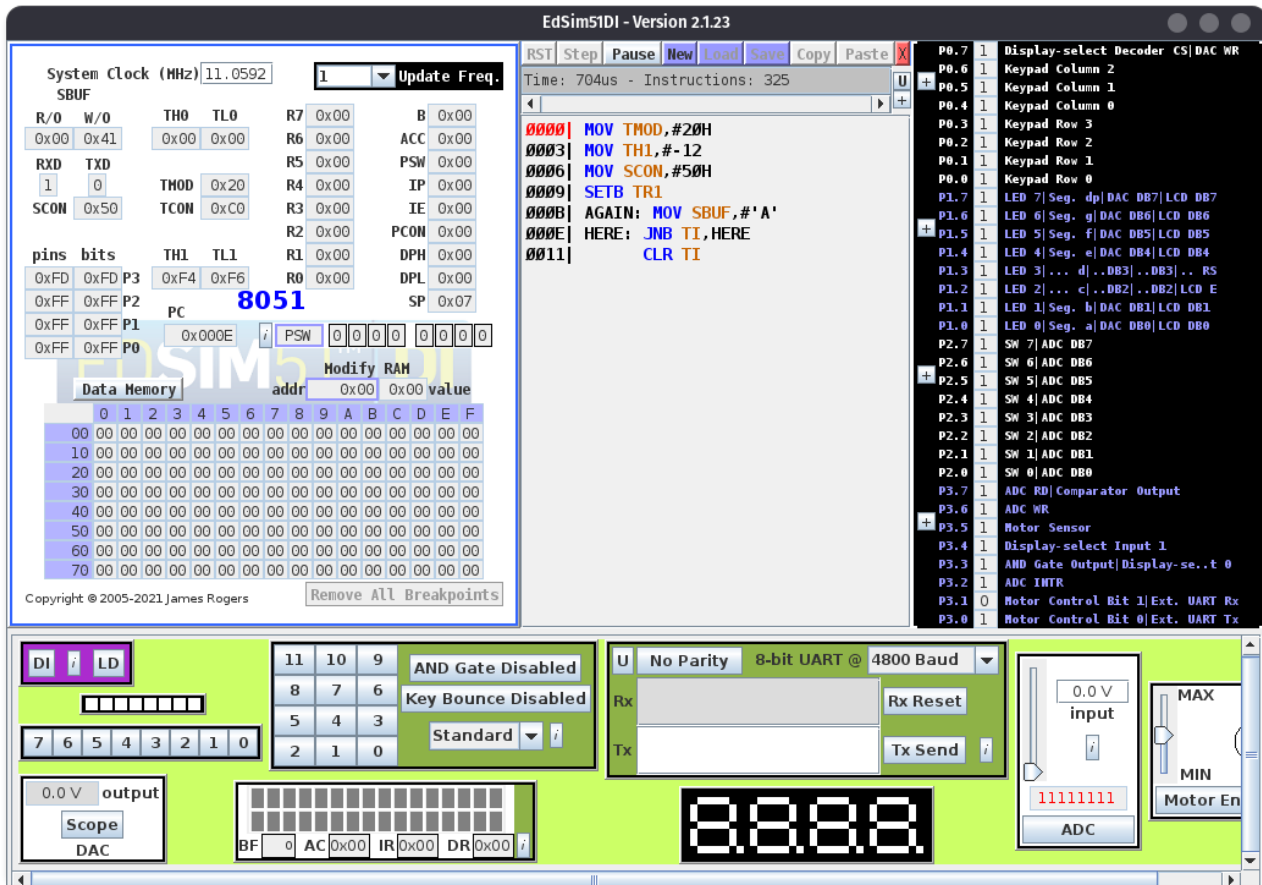 EdSim51DI - Version 2.1.23
System Clock (MHz) 11.0592 1 Update Freq.
SBUF
R/O W/O TH0 TL0 R7 0x00 B 0x00
0x00 0x41 0x00 0x00 R6 0x00 ACC 0x00
RXD TXD R5 0x00 PSW 0x00
1 0 TMOD 0x20 R4 0x00 IP 0x00
SCON 0x50 TCON 0xC0 R3 0x00 IE 0x00
R2 0x00 PCON 0x00
pins bits TH1 TL1 R1 0x00 DPH 0x00
0xFD 0xFD P3 0xF4 0xF6 R0 0x00 DPL 0x00
0xFF 0xFF P2 8051 SP 0x07
0xFF 0xFF P1 PC
0xFF 0xFF P0 0x000E i PSW 0 0 0 0 0 0 0 0
EDSIM51DI
TM
Modify RAM
Data Memory addr 0x00 0x00 value
0 1 2 3 4 5 6 7 8 9 A B C D E F
00 00 00 00 00 00 00 00 00 00 00 00 00 00 00 00 00
10 00 00 00 00 00 00 00 00 00 00 00 00 00 00 00 00
20 00 00 00 00 00 00 00 00 00 00 00 00 00 00 00 00
30 00 00 00 00 00 00 00 00 00 00 00 00 00 00 00 00
40 00 00 00 00 00 00 00 00 00 00 00 00 00 00 00 00
50 00 00 00 00 00 00 00 00 00 00 00 00 00 00 00 00
60 00 00 00 00 00 00 00 00 00 00 00 00 00 00 00 00
70 00 00 00 00 00 00 00 00 00 00 00 00 00 00 00 00
Copyright © 2005-2021 James Rogers Remove All Breakpoints
RST Step Pause New Load Save Copy Paste X
Time: 704us - Instructions: 325 U
+
0000| MOV TMOD,#20H
0003| MOV TH1,#-12
0006| MOV SCON,#50H
0009| SETB TR1
000B| AGAIN: MOV SBUF,#'A'
000E| HERE: JNB TI,HERE
0011| CLR TI
P0.7 1 Display-select Decoder CS|DAC WR
P0.6 1 Keypad Column 2
+ P0.5 1 Keypad Column 1
P0.4 1 Keypad Column 0
P0.3 1 Keypad Row 3
P0.2 1 Keypad Row 2
P0.1 1 Keypad Row 1
P0.0 1 Keypad Row 0
P1.7 1 LED 7|Seg. dp|DAC DB7|LCD DB7
P1.6 1 LED 6|Seg. g|DAC DB6|LCD DB6
+ P1.5 1 LED 5|Seg. f|DAC DB5|LCD DB5
P1.4 1 LED 4|Seg. e|DAC DB4|LCD DB4
P1.3 1 LED 3|... d|..DB3|..DB3|.. RS
P1.2 1 LED 2|... c|..DB2|..DB2|LCD E
P1.1 1 LED 1|Seg. b|DAC DB1|LCD DB1
P1.0 1 LED 0|Seg. a|DAC DB0|LCD DB0
P2.7 1 SW 7|ADC DB7
P2.6 1 SW 6|ADC DB6
+ P2.5 1 SW 5|ADC DB5
P2.4 1 SW 4|ADC DB4
P2.3 1 SW 3|ADC DB3
P2.2 1 SW 2|ADC DB2
P2.1 1 SW 1|ADC DB1
P2.0 1 SW 0|ADC DB0
P3.7 1 ADC RD|Comparator Output
P3.6 1 ADC WR
+ P3.5 1 Motor Sensor
P3.4 1 Display-select Input 1
P3.3 1 AND Gate Output|Display-se..t 0
P3.2 1 ADC INTR
P3.1 0 Motor Control Bit 1|Ext. UART Rx
P3.0 1 Motor Control Bit 0|Ext. UART Tx
DI i LD
7 6 5 4 3 2 1 0
11 10 9 AND Gate Disabled
8 7 6 Key Bounce Disabled
5 4 3 Standard i
2 1 0
U No Parity 8-bit UART @ 4800 Baud
Rx Rx Reset
Tx Tx Send i
0.0 V
input
i
11111111
ADC
MAX
MIN
Motor En
0.0 V output
Scope
DAC
BF 0 AC 0x00 IR 0x00 DR 0x00 i
8.8.8.8.